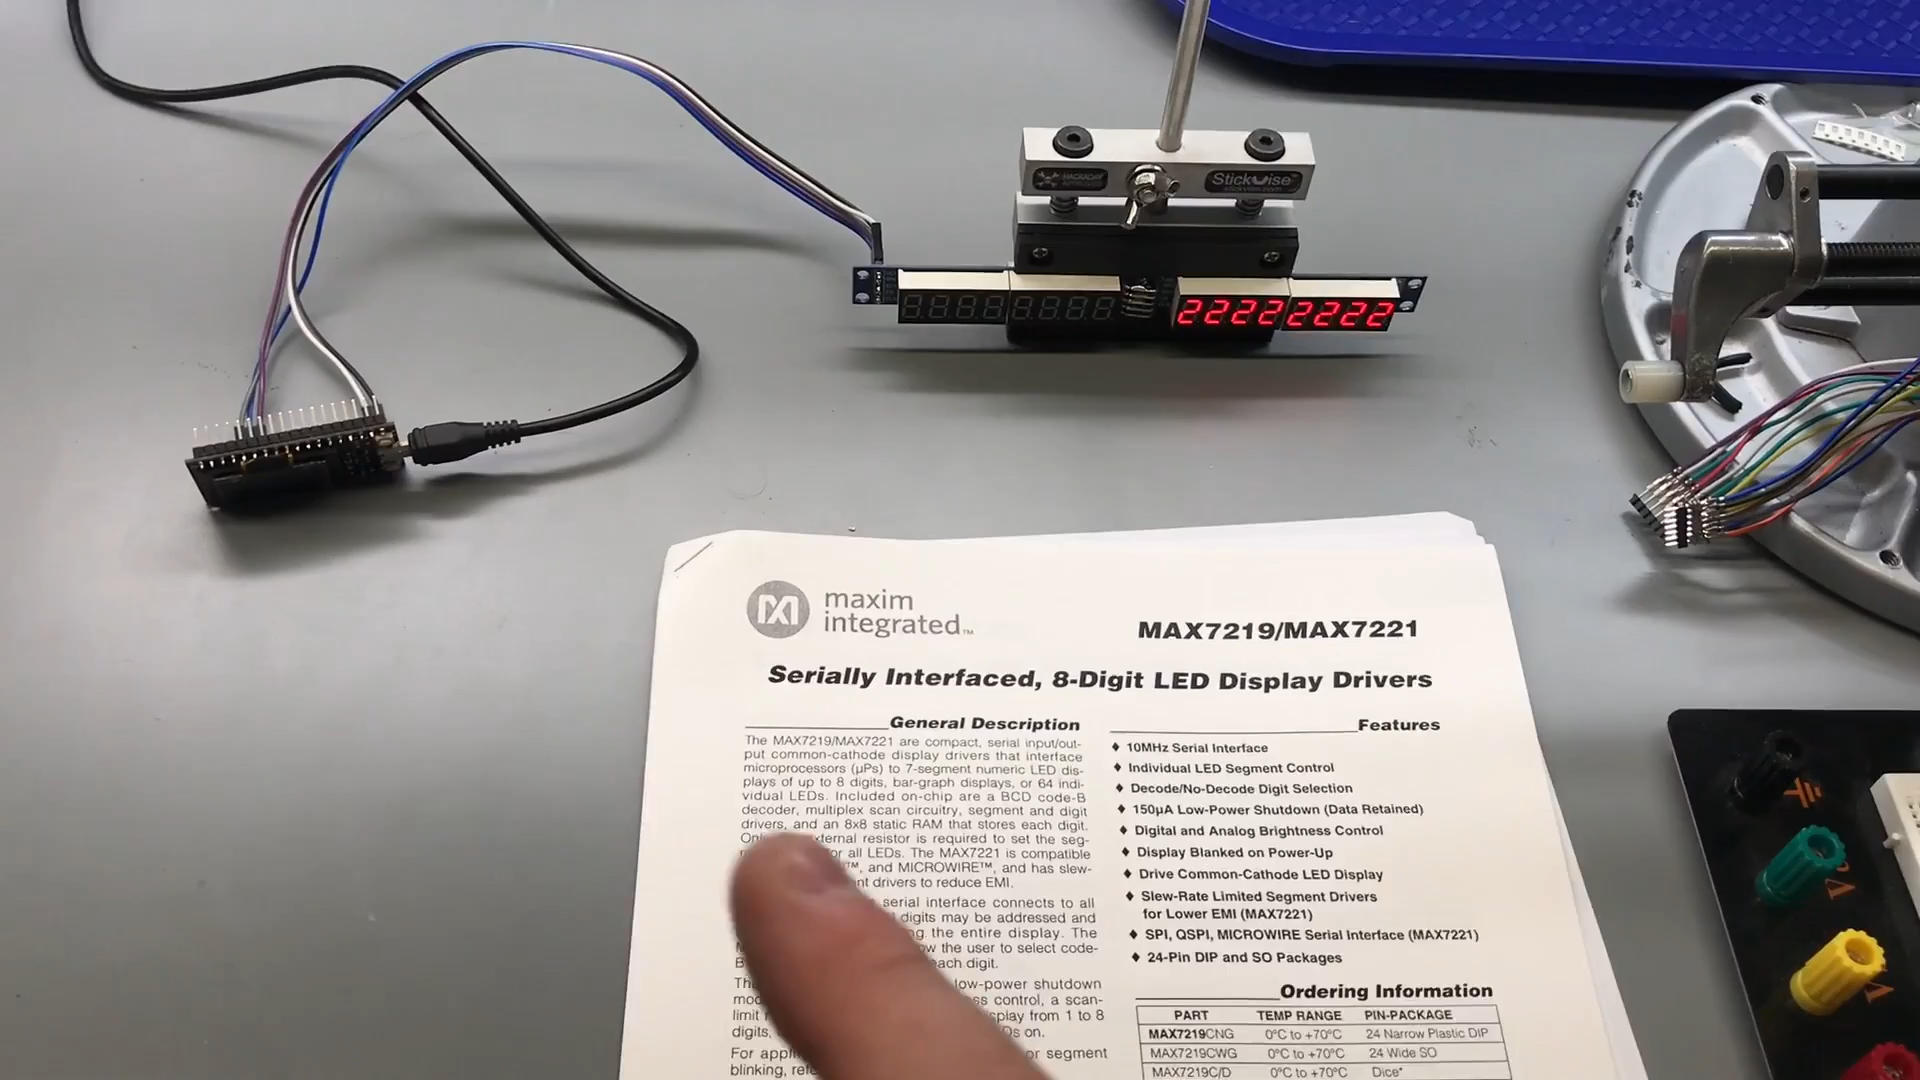 HACKADAY
Stickvise
stickvise.com
22222222
maxim
integrated™
MAX7219/MAX7221
Serially Interfaced, 8-Digit LED Display Drivers
General Description
The MAX7219/MAX7221 are compact, serial input/out-
put common-cathode display drivers that interface
microprocessors (µPs) to 7-segment numeric LED dis-
plays of up to 8 digits, bar-graph displays, or 64 indi-
vidual LEDs. Included on-chip are a BCD code-B
decoder, multiplex scan circuitry, segment and digit
drivers, and an 8x8 static RAM that stores each digit.
external resistor is required to set the seg-
for all LEDs. The MAX7221 is compatible
™, and MICROWIRE™, and has slew-
drivers to reduce EMI.
serial interface connects to all
digits may be addressed and
the entire display. The
the user to select code-
each digit.
low-power shutdown
control, a scan-
limit
from 1 to 8
digits,
on.
For
or segment
blinking,
Features
♦ 10MHz Serial Interface
♦ Individual LED Segment Control
♦ Decode/No-Decode Digit Selection
♦ 150µA Low-Power Shutdown (Data Retained)
♦ Digital and Analog Brightness Control
♦ Display Blanked on Power-Up
♦ Drive Common-Cathode LED Display
♦ Slew-Rate Limited Segment Drivers
for Lower EMI (MAX7221)
♦ SPI, QSPI, MICROWIRE Serial Interface (MAX7221)
♦ 24-Pin DIP and SO Packages
Ordering Information
PART TEMP RANGE PIN-PACKAGE
MAX7219CNG 0°C to +70°C 24 Narrow Plastic DIP
MAX7219CWG 0°C to +70°C 24 Wide SO
MAX7219C/D 0°C to +70°C Dice*